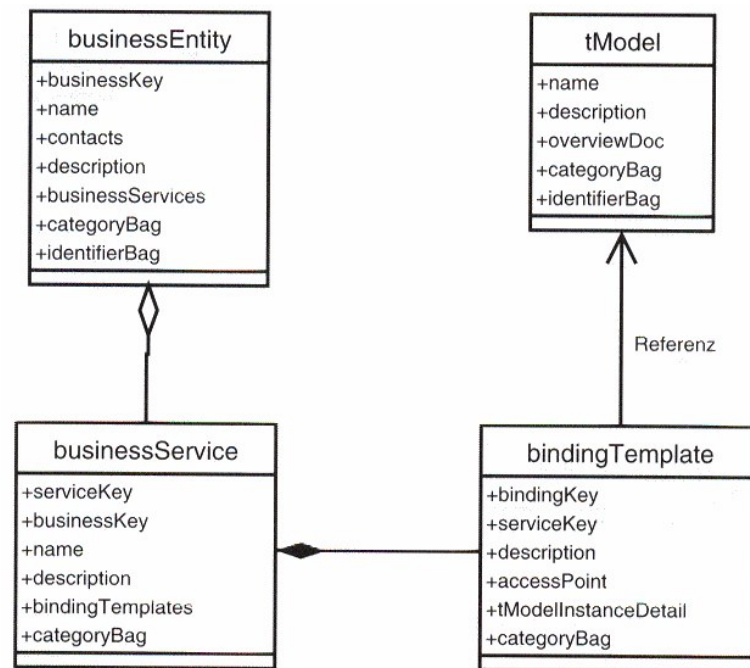 businessEntity
+businessKey
+name
+contacts
+description
+businessServices
+categoryBag
+identifierBag
tModel
+name
+description
+overviewDoc
+categoryBag
+identifierBag
Referenz
businessService
+serviceKey
+businessKey
+name
+description
+bindingTemplates
+categoryBag
bindingTemplate
+bindingKey
+serviceKey
+description
+accessPoint
+tModelInstanceDetail
+categoryBag